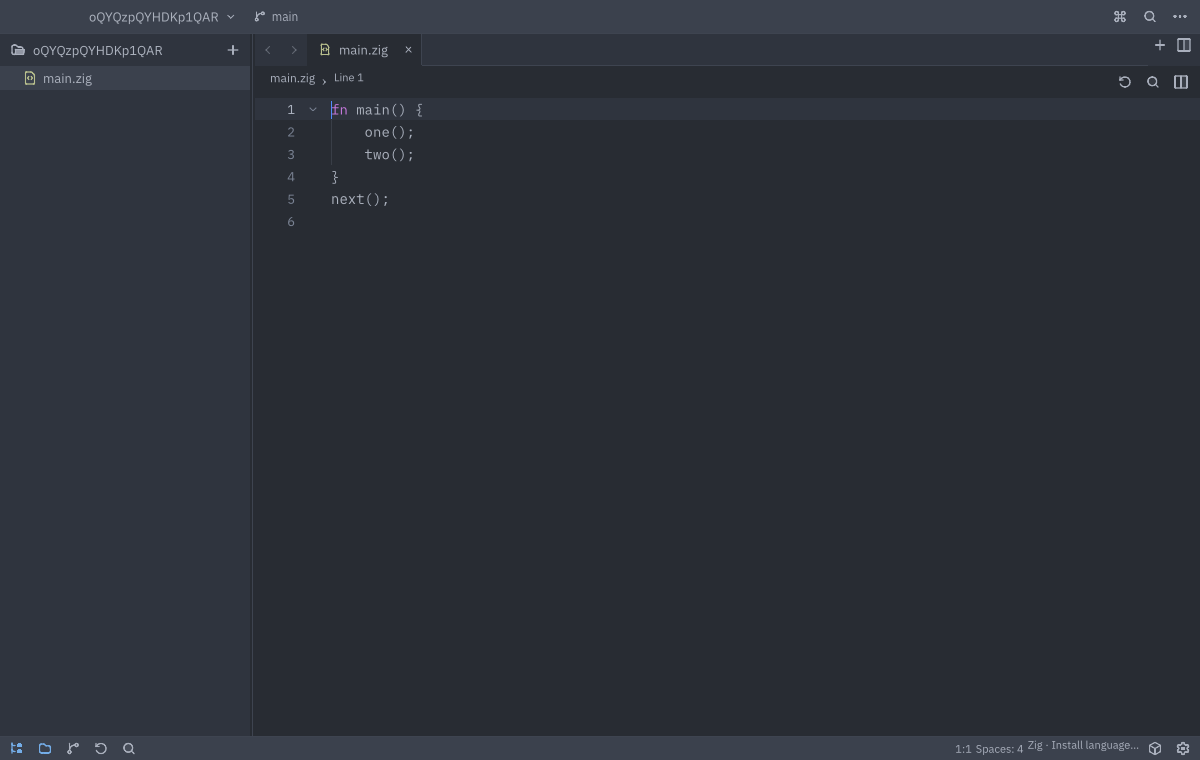 oQYQzpQYHDKp1QAR main
oQYQzpQYHDKp1QAR
main.zig
main.zig
main.zig › Line 1
1 fn main() {
2     one();
3     two();
4 }
5 next();
6
1:1 Spaces: 4 Zig · Install language...